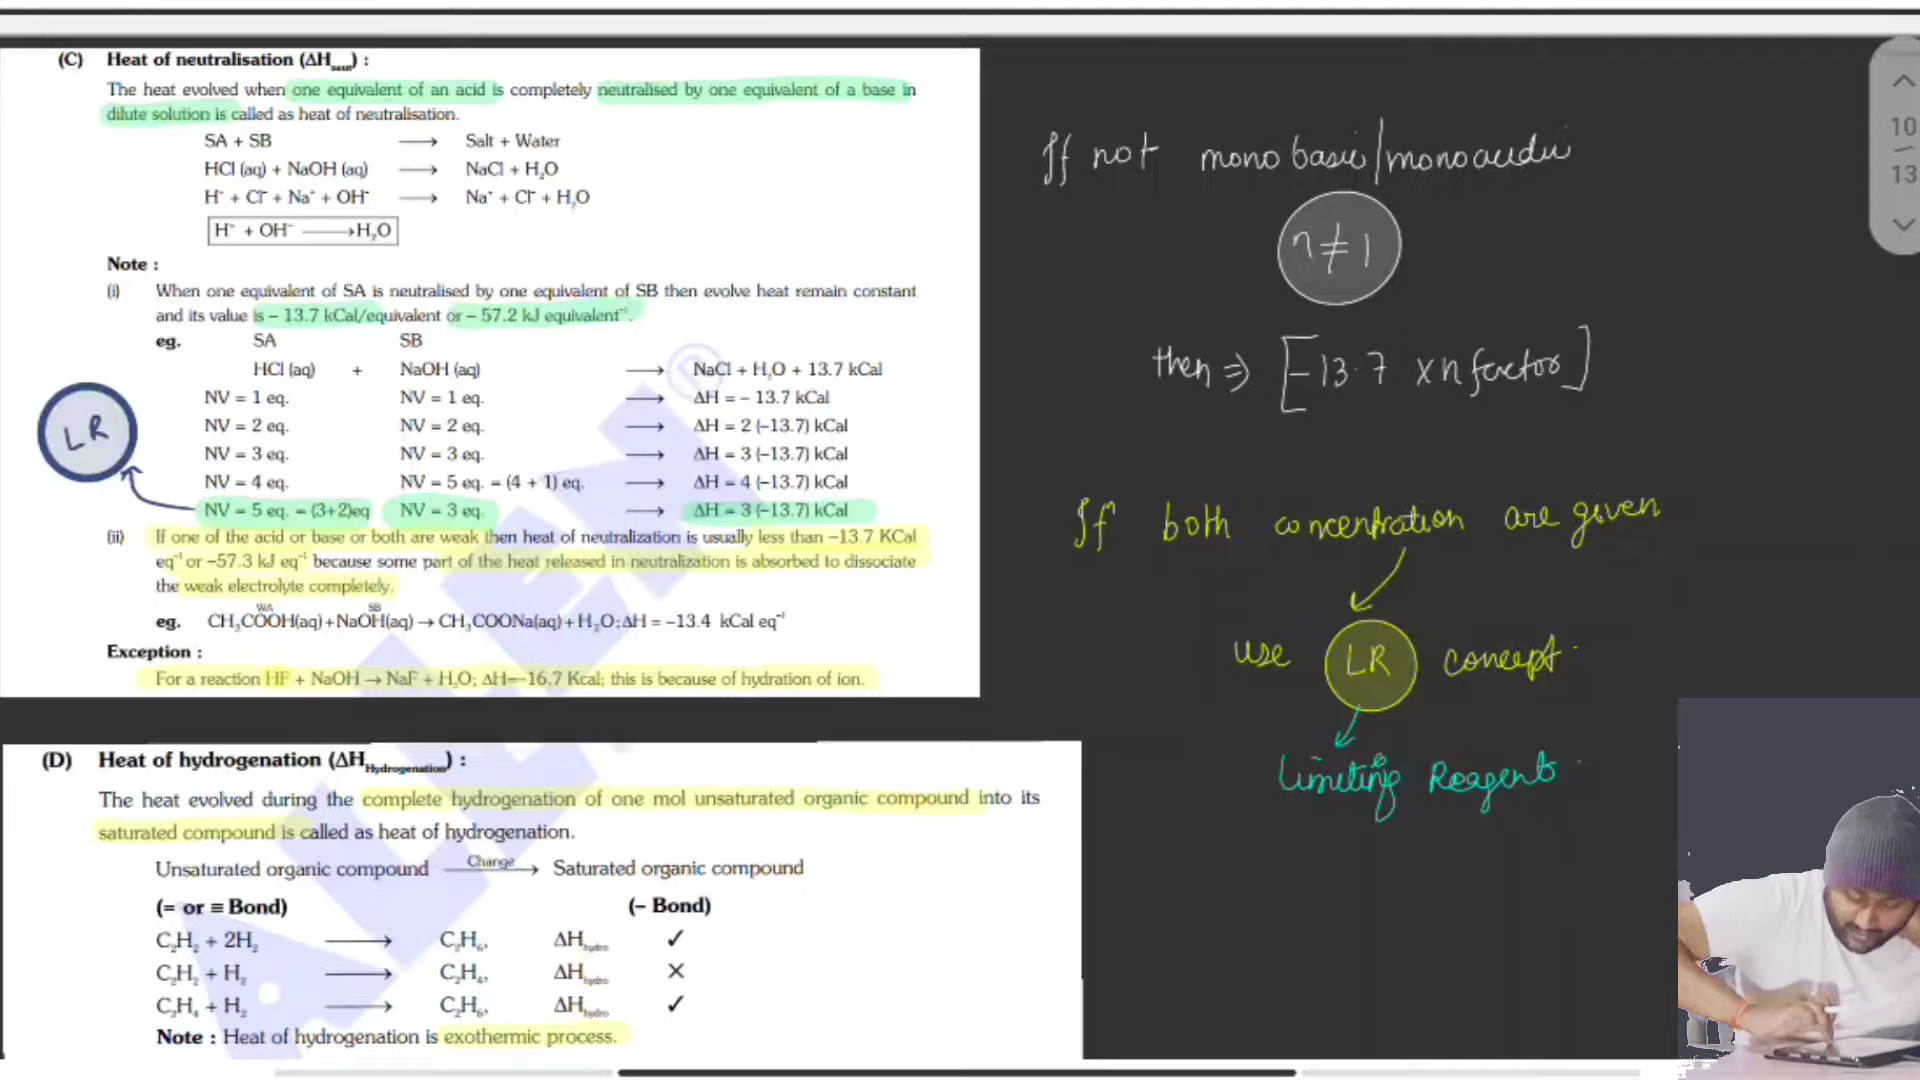 (C) Heat of neutralisation (ΔHneut) :
The heat evolved when one equivalent of an acid is completely neutralised by one equivalent of a base in
dilute solution is called as heat of neutralisation.
SA + SB ⟶ Salt + Water
HCl (aq) + NaOH (aq) ⟶ NaCl + H₂O
H⁺ + Cl⁻ + Na⁺ + OH⁻ ⟶ Na⁺ + Cl⁻ + H₂O
H⁺ + OH⁻ ⟶ H₂O
Note :
(i) When one equivalent of SA is neutralised by one equivalent of SB then evolve heat remain constant
and its value is – 13.7 kCal/equivalent or – 57.2 kJ equivalent⁻¹.
eg. SA SB
HCl (aq) + NaOH (aq) ⟶ NaCl + H₂O + 13.7 kCal
NV = 1 eq. NV = 1 eq. ⟶ ΔH = – 13.7 kCal
NV = 2 eq. NV = 2 eq. ⟶ ΔH = 2 (–13.7) kCal
NV = 3 eq. NV = 3 eq. ⟶ ΔH = 3 (–13.7) kCal
NV = 4 eq. NV = 5 eq. = (4 + 1) eq. ⟶ ΔH = 4 (–13.7) kCal
NV = 5 eq. = (3+2)eq NV = 3 eq. ⟶ ΔH = 3 (–13.7) kCal
LR
(ii) If one of the acid or base or both are weak then heat of neutralization is usually less than –13.7 KCal
eq⁻¹ or –57.3 kJ eq⁻¹ because some part of the heat released in neutralization is absorbed to dissociate
the weak electrolyte completely.
WA SB
eg. CH₃COOH(aq) + NaOH(aq) → CH₃COONa(aq) + H₂O ; ΔH = –13.4 kCal eq⁻¹
Exception :
For a reaction HF + NaOH → NaF + H₂O; ΔH=–16.7 Kcal; this is because of hydration of ion.
(D) Heat of hydrogenation (ΔHHydrogenation) :
The heat evolved during the complete hydrogenation of one mol unsaturated organic compound into its
saturated compound is called as heat of hydrogenation.
Unsaturated organic compound Change ⟶ Saturated organic compound
(= or ≡ Bond) (– Bond)
C₂H₂ + 2H₂ ⟶ C₂H₆, ΔHhydro ✓
C₂H₂ + H₂ ⟶ C₂H₄, ΔHhydro ×
C₂H₄ + H₂ ⟶ C₂H₆, ΔHhydro ✓
Note : Heat of hydrogenation is exothermic process.
ALLEN®
If not mono basic/mono acidic
n ≠ 1
then ⇒ [–13.7 × n factor]
If both concentration are given
use LR concept.
Limiting Reagent
10
13